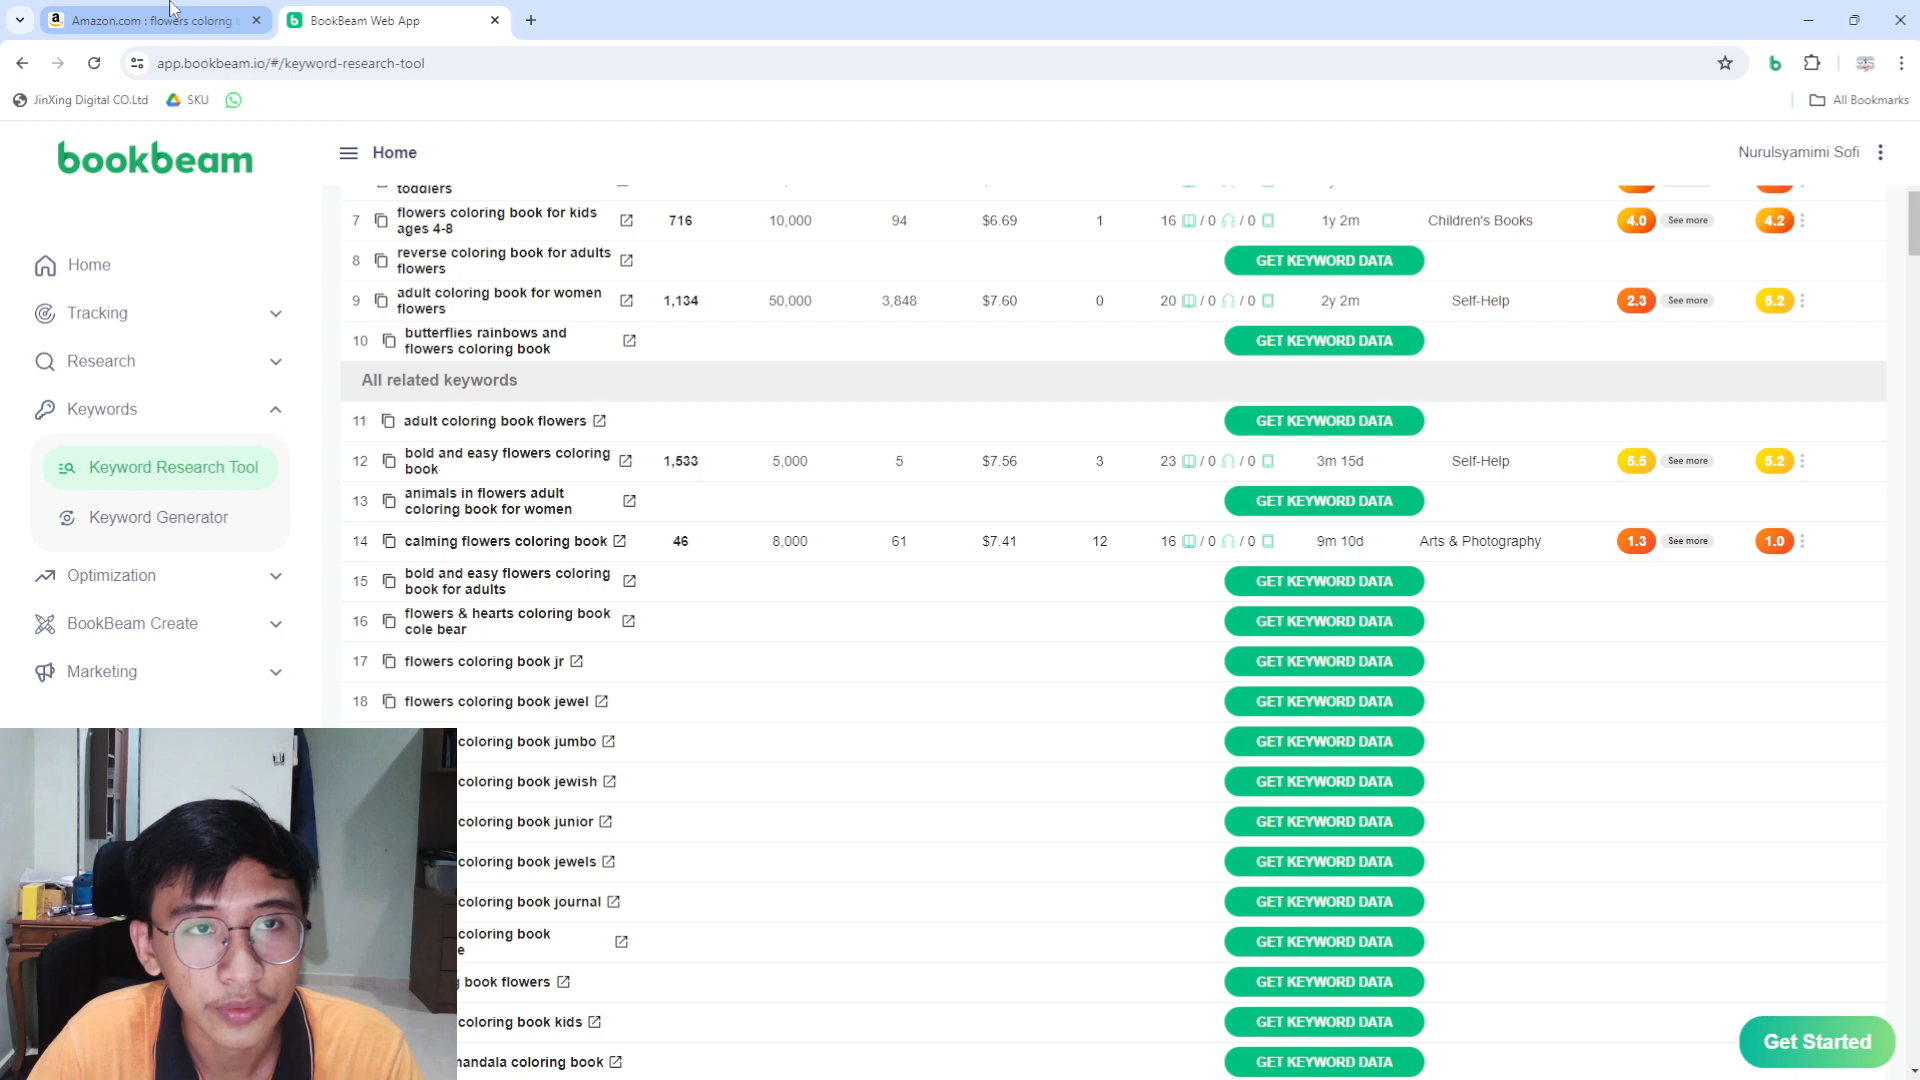 Amazon.com : flowers colorng
BookBeam Web App
app.bookbeam.io/#/keyword-research-tool
JinXing Digital CO.Ltd
SKU
All Bookmarks
bookbeam
Home
Nurulsyamimi Sofi
Home
Tracking
Research
Keywords
Keyword Research Tool
Keyword Generator
Optimization
BookBeam Create
Marketing
toddlers
7 flowers coloring book for kids ages 4-8 716 10,000 94 $6.69 1 16 / 0 / 0 1y 2m Children's Books 4.0 See more 4.2
8 reverse coloring book for adults flowers GET KEYWORD DATA
9 adult coloring book for women flowers 1,134 50,000 3,848 $7.60 0 20 / 0 / 0 2y 2m Self-Help 2.3 See more 5.2
10 butterflies rainbows and flowers coloring book GET KEYWORD DATA
All related keywords
11 adult coloring book flowers GET KEYWORD DATA
12 bold and easy flowers coloring book 1,533 5,000 5 $7.56 3 23 / 0 / 0 3m 15d Self-Help 5.5 See more 5.2
13 animals in flowers adult coloring book for women GET KEYWORD DATA
14 calming flowers coloring book 46 8,000 61 $7.41 12 16 / 0 / 0 9m 10d Arts & Photography 1.3 See more 1.0
15 bold and easy flowers coloring book for adults GET KEYWORD DATA
16 flowers & hearts coloring book cole bear GET KEYWORD DATA
17 flowers coloring book jr GET KEYWORD DATA
18 flowers coloring book jewel GET KEYWORD DATA
coloring book jumbo GET KEYWORD DATA
coloring book jewish GET KEYWORD DATA
coloring book junior GET KEYWORD DATA
coloring book jewels GET KEYWORD DATA
coloring book journal GET KEYWORD DATA
coloring book
e GET KEYWORD DATA
book flowers GET KEYWORD DATA
coloring book kids GET KEYWORD DATA
mandala coloring book GET KEYWORD DATA
Get Started